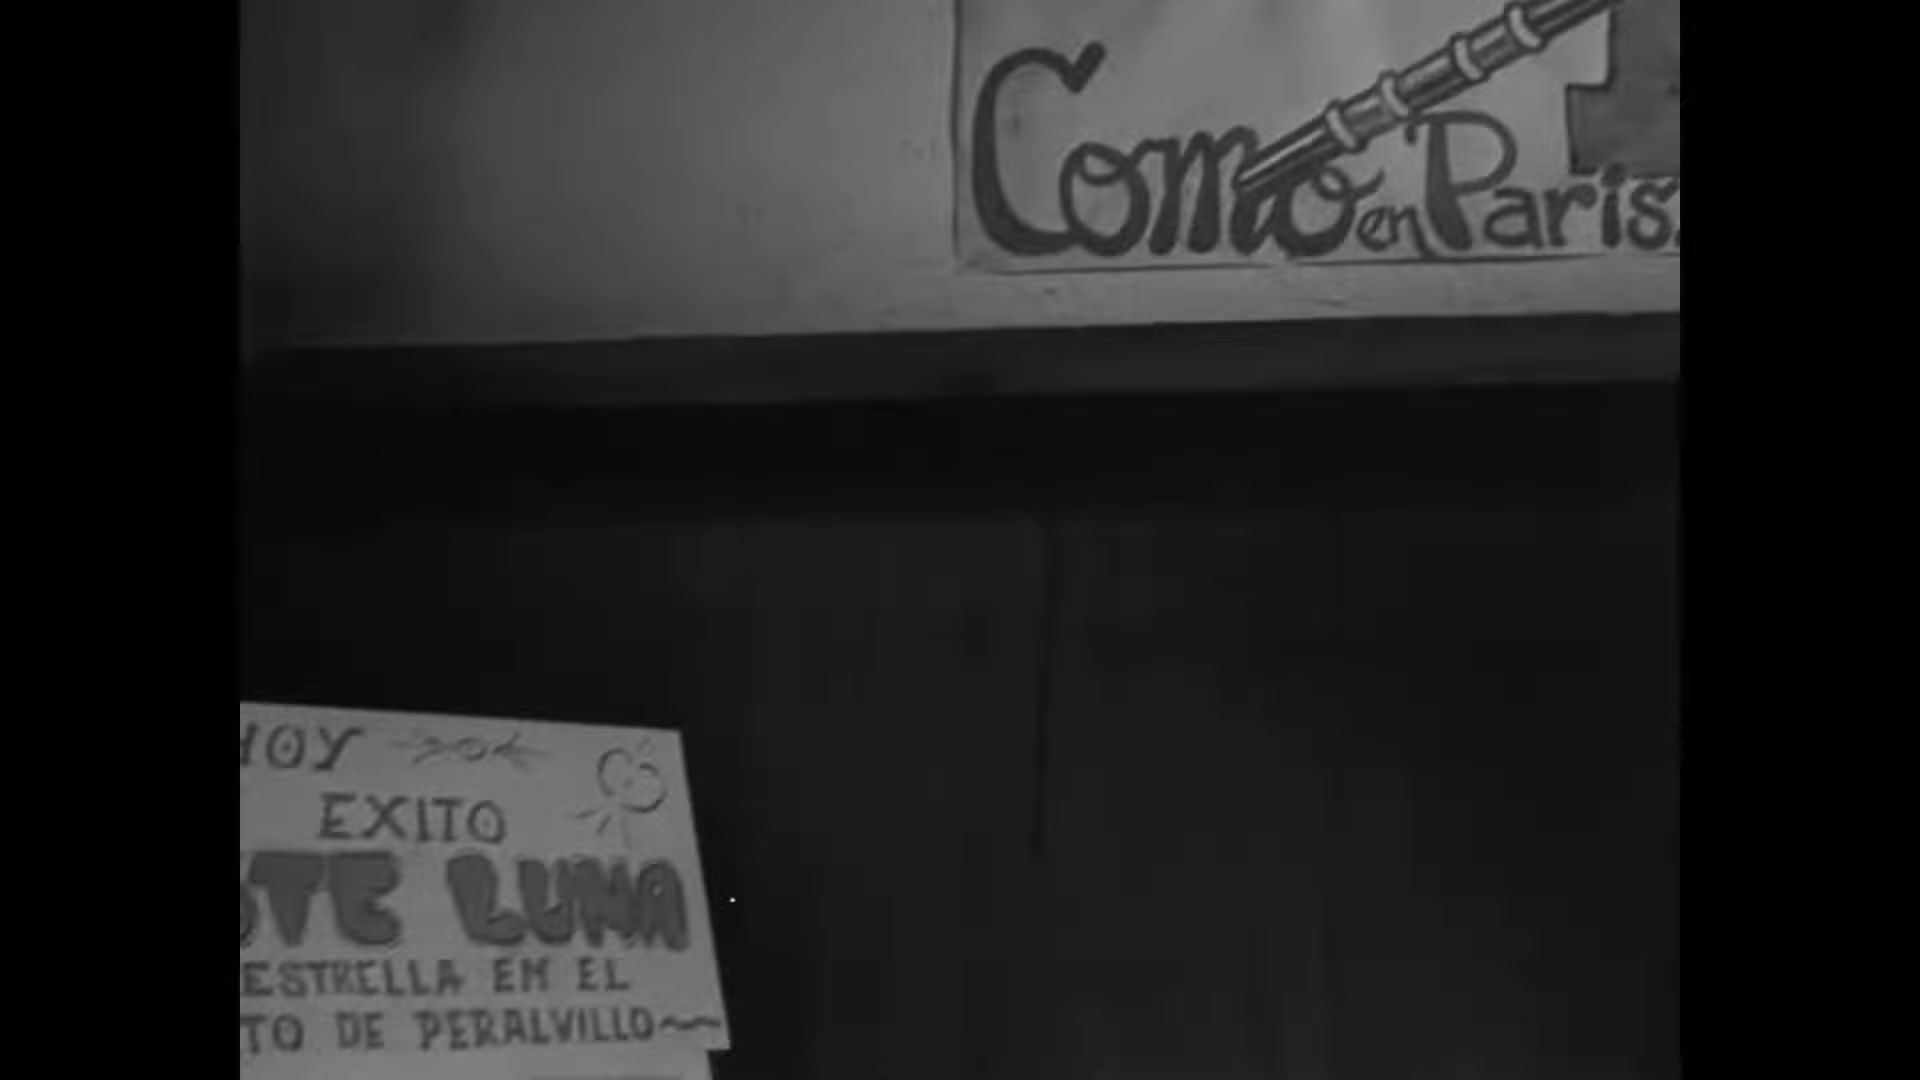 Como en Paris.
HOY
EXITO
STE LUNA
ESTRELLA EN EL
TO DE PERALVILLO